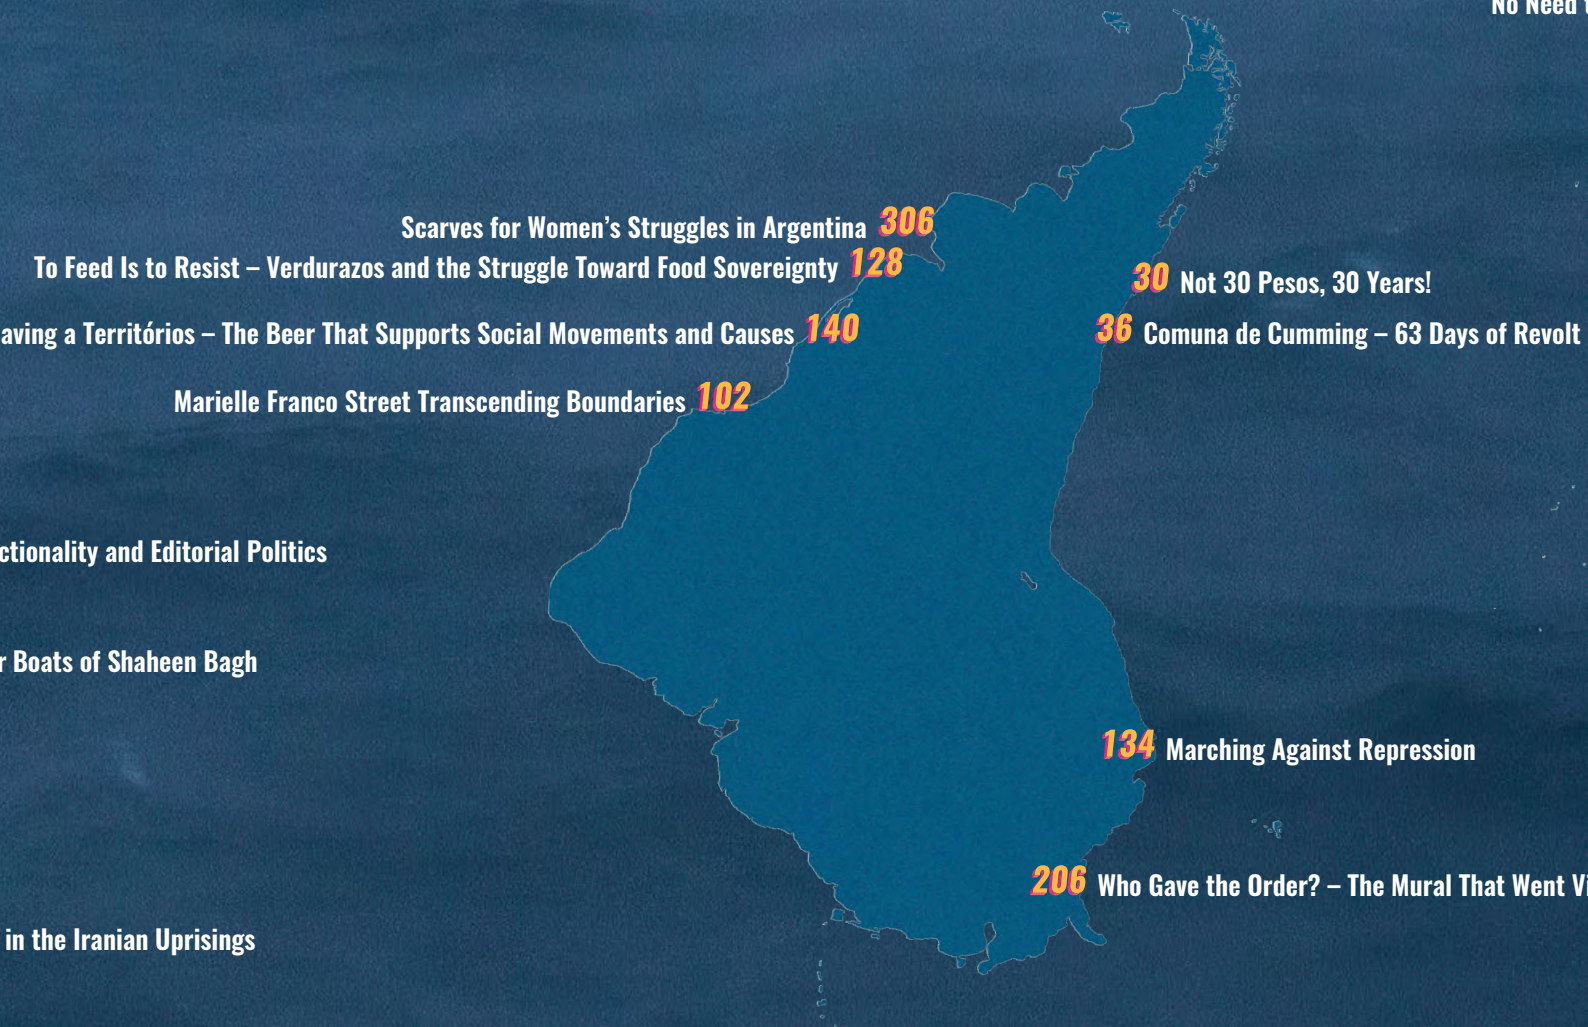 No Need
Scarves for Women's Struggles in Argentina 306
To Feed Is to Resist – Verdurazos and the Struggle Toward Food Sovereignty 128
30 Not 30 Pesos, 30 Years!
aving a Territórios – The Beer That Supports Social Movements and Causes 140
36 Comuna de Cumming – 63 Days of Revolt
Marielle Franco Street Transcending Boundaries 102
ctionality and Editorial Politics
r Boats of Shaheen Bagh
134 Marching Against Repression
206 Who Gave the Order? – The Mural That Went Vi
in the Iranian Uprisings